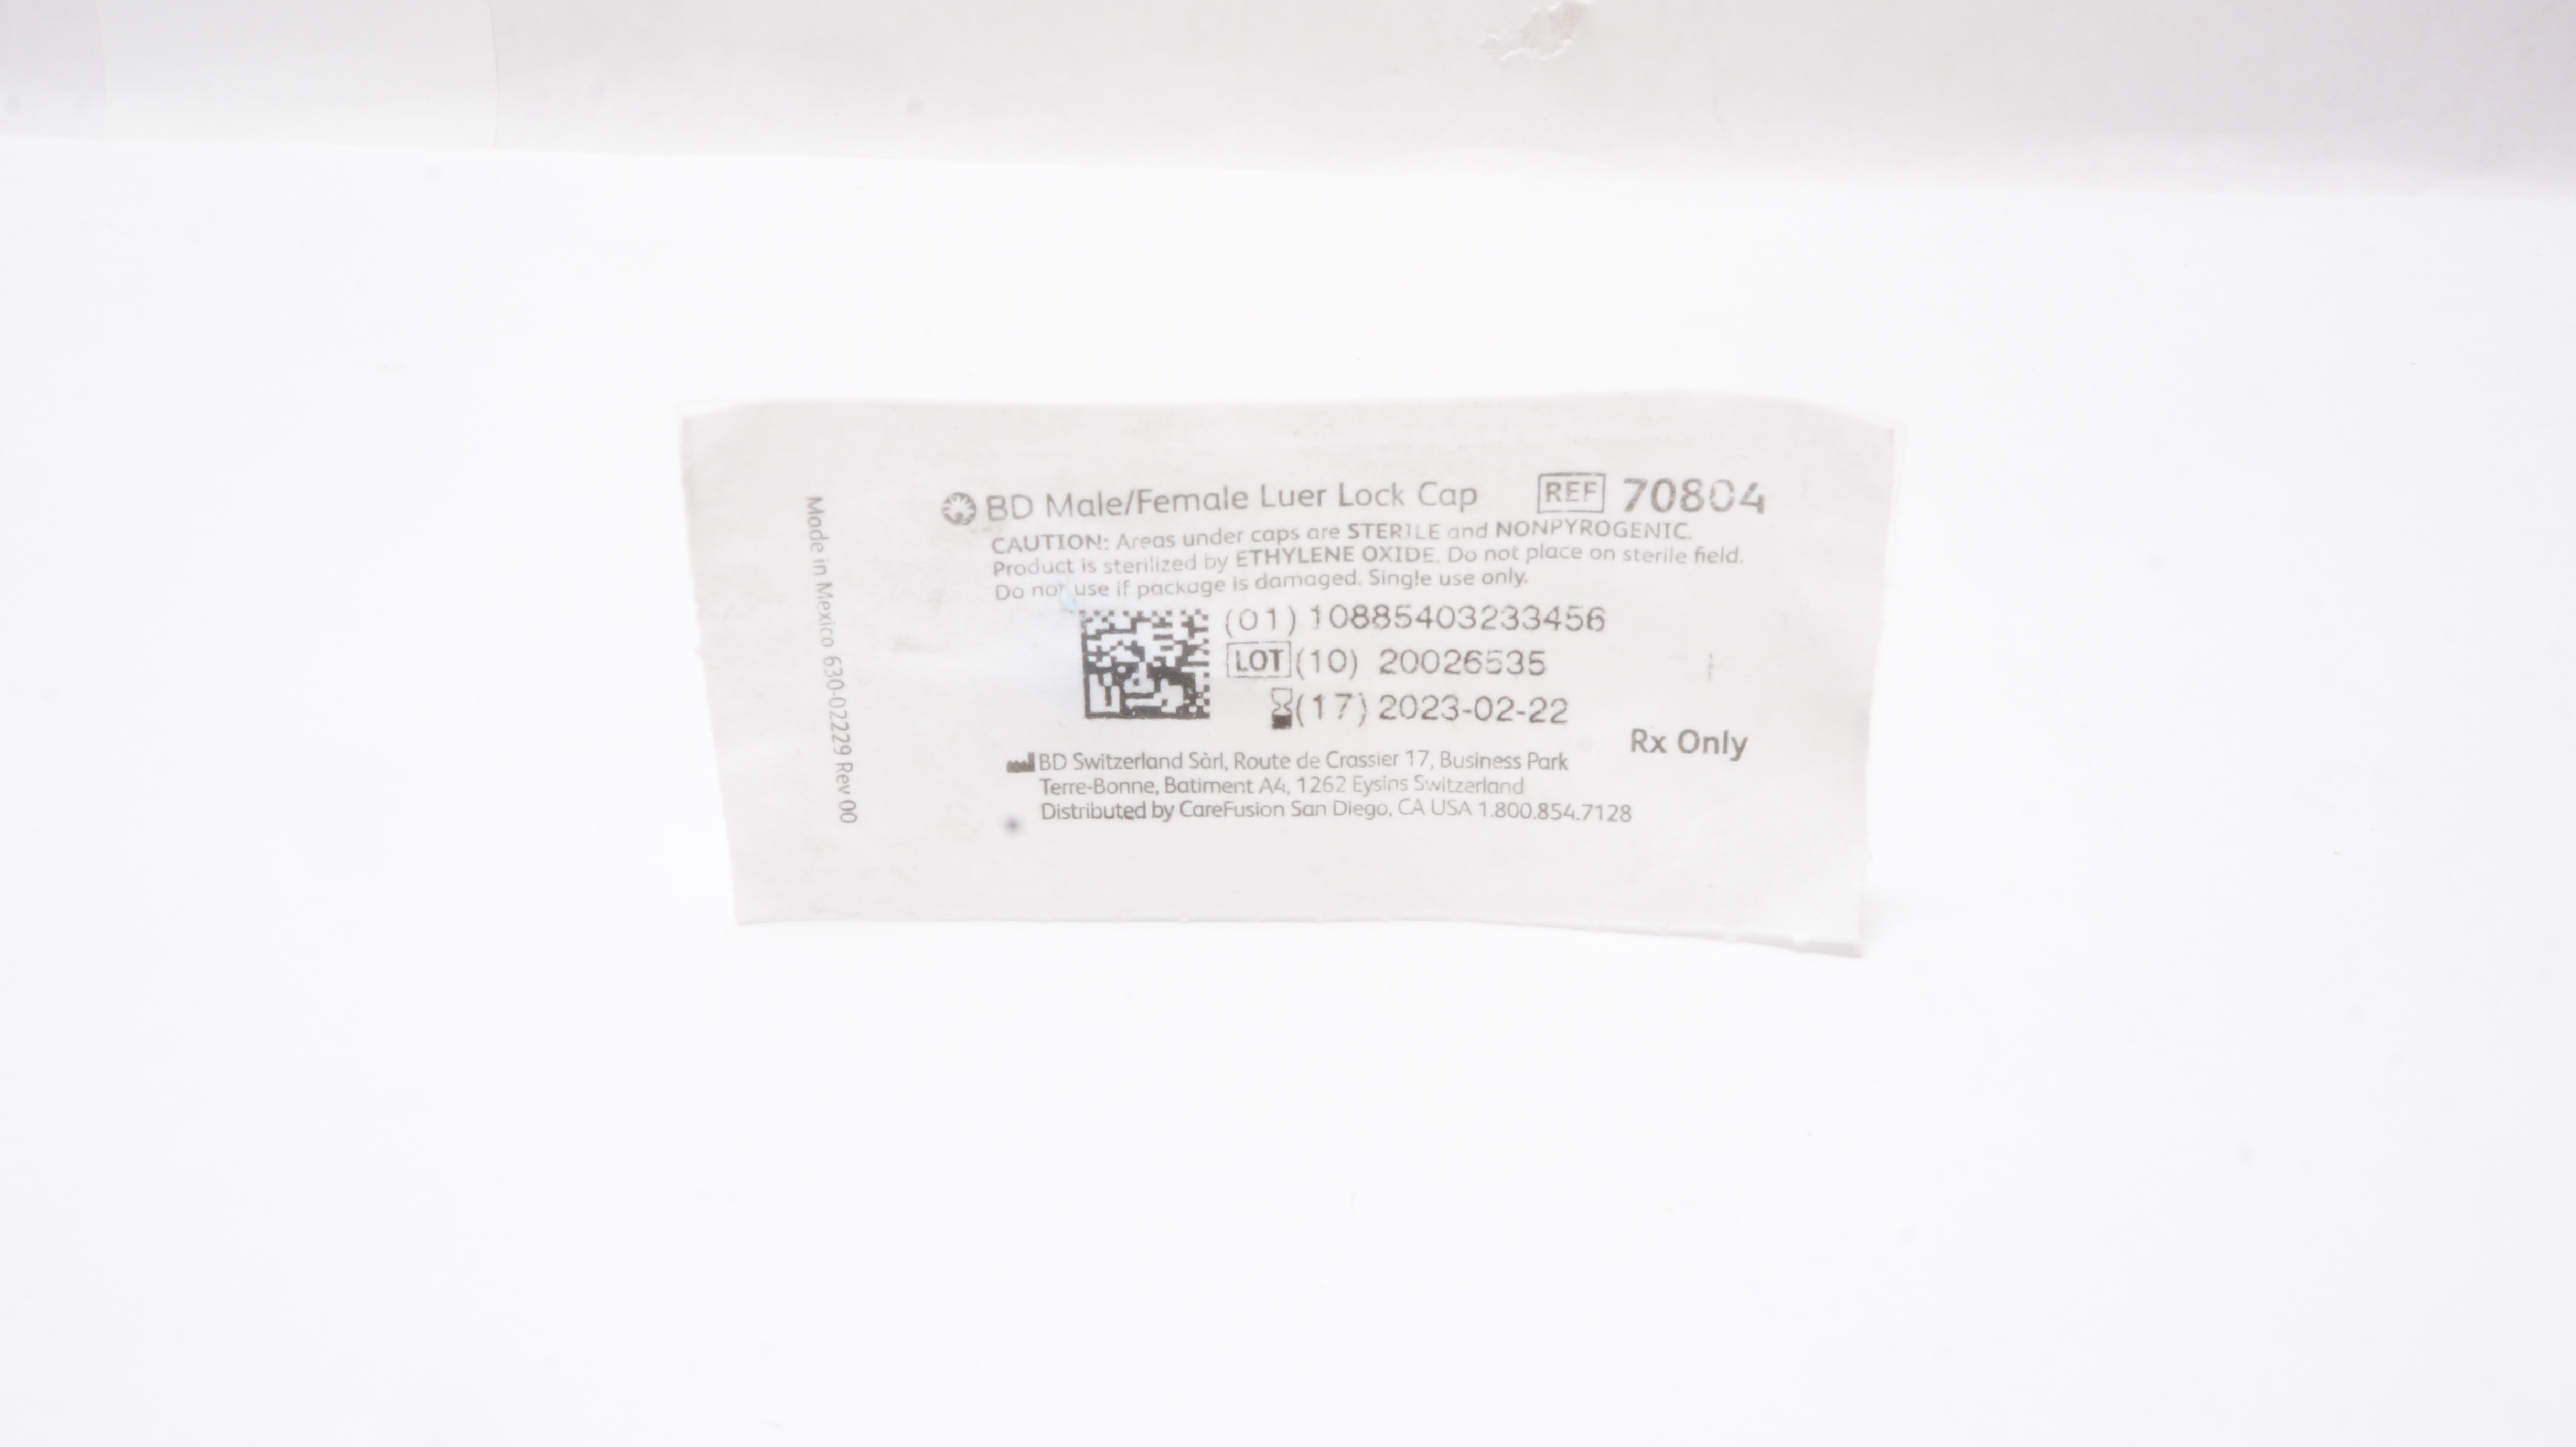 BD Male/Female Luer Lock Cap REF 70804
CAUTION: Areas under caps are STERILE and NONPYROGENIC.
Product is sterilized by ETHYLENE OXIDE. Do not place on sterile field.
Do not use if package is damaged. Single use only.
(01) 10885403233456
LOT (10) 20026535
(17) 2023-02-22
Rx Only
BD Switzerland Sàrl, Route de Crassier 17, Business Park
Terre-Bonne, Batiment A4, 1262 Eysins Switzerland
Distributed by CareFusion San Diego, CA USA 1.800.854.7128
Made in Mexico 630-02229 Rev 00